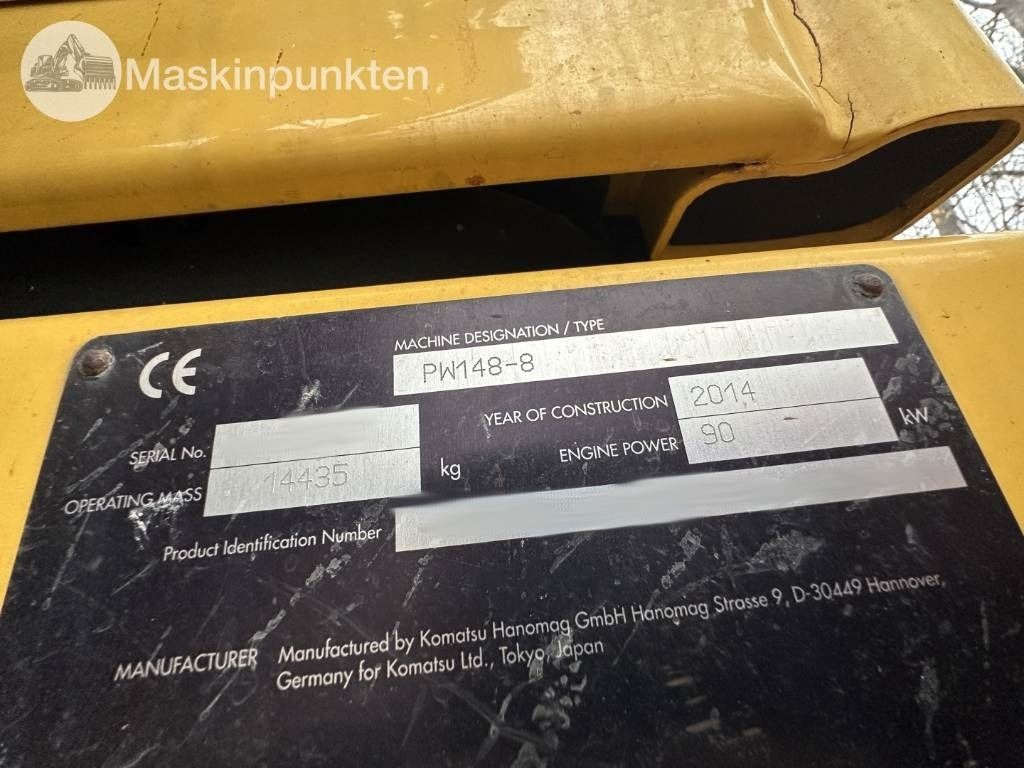 Maskinpunkten
CE
MACHINE DESIGNATION / TYPE
PW148-8
YEAR OF CONSTRUCTION 2014
SERIAL No.
ENGINE POWER 90 kW
OPERATING MASS 14435 kg
Product Identification Number
MANUFACTURER Manufactured by Komatsu Hanomag GmbH Hanomag Strasse 9, D-30449 Hannover,
Germany for Komatsu Ltd., Tokyo, Japan